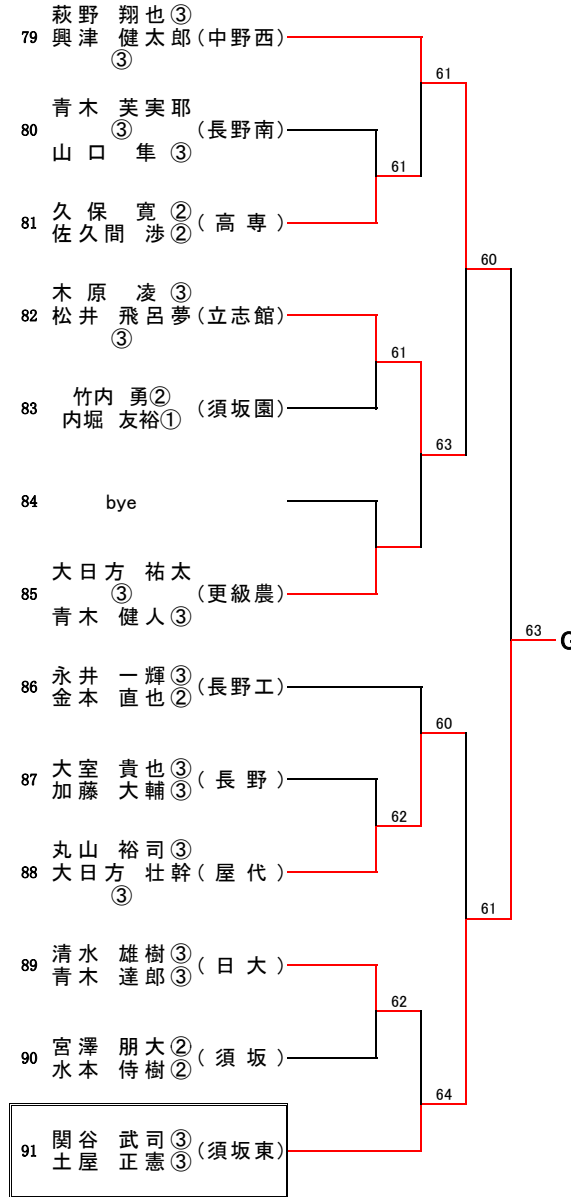 萩野 翔也③
79 興津 健太郎(中野西)
③
61
青木 芙実耶
80 ③ (長野南)
山口 隼③
61
久保 寛②
81 (高専)
佐久間 渉②
60
木原 凌③
82 松井 飛呂夢(立志館)
③
61
竹内 勇②
83 (須坂園)
内堀 友裕①
63
84 bye
大日方 祐太
85 ③ (更級農)
青木 健人③
63 G
永井 一輝③
86 (長野工)
金本 直也②
60
大室 貴也③
87 (長野)
加藤 大輔③
62
丸山 裕司③
88 大日方 壮幹(屋代)
③
61
清水 雄樹③
89 (日大)
青木 達郎③
62
宮澤 朋大②
90 (須坂)
水本 侍樹②
64
関谷 武司③
91 (須坂東)
土屋 正憲③